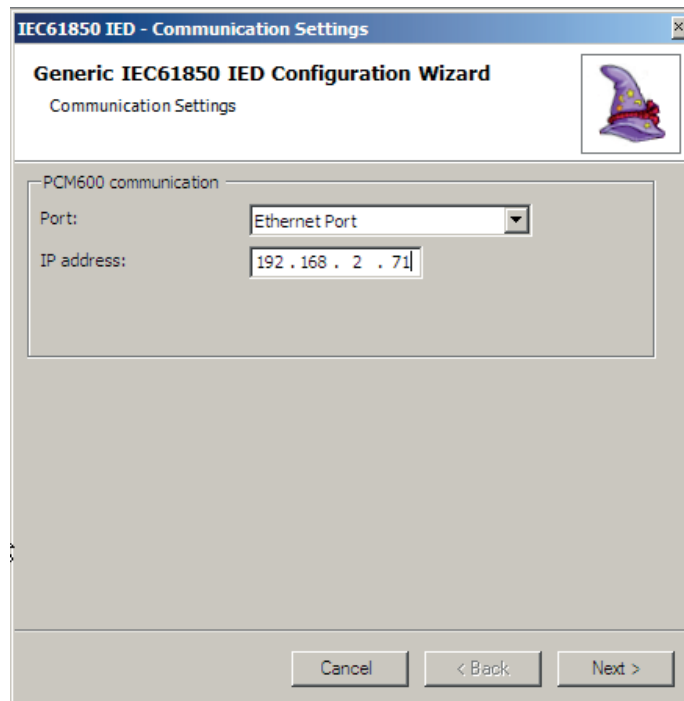 IEC61850 IED - Communication Settings
Generic IEC61850 IED Configuration Wizard
Communication Settings
PCM600 communication
Port: Ethernet Port
IP address: 192 . 168 . 2 . 71
Cancel < Back Next >